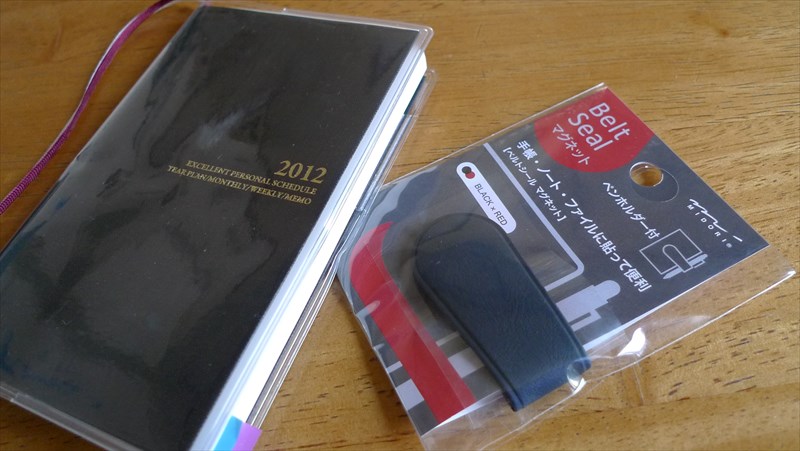 2012
EXCELLENT PERSONAL SCHEDULE
YEAR PLAN/MONTHLY/WEEKLY/MEMO
Belt
Seal
マグネット
手帳・ノート・ファイルに貼って便利
【ベルトシール マグネット】
ペンホルダー付
BLACK × RED
MIDORI®